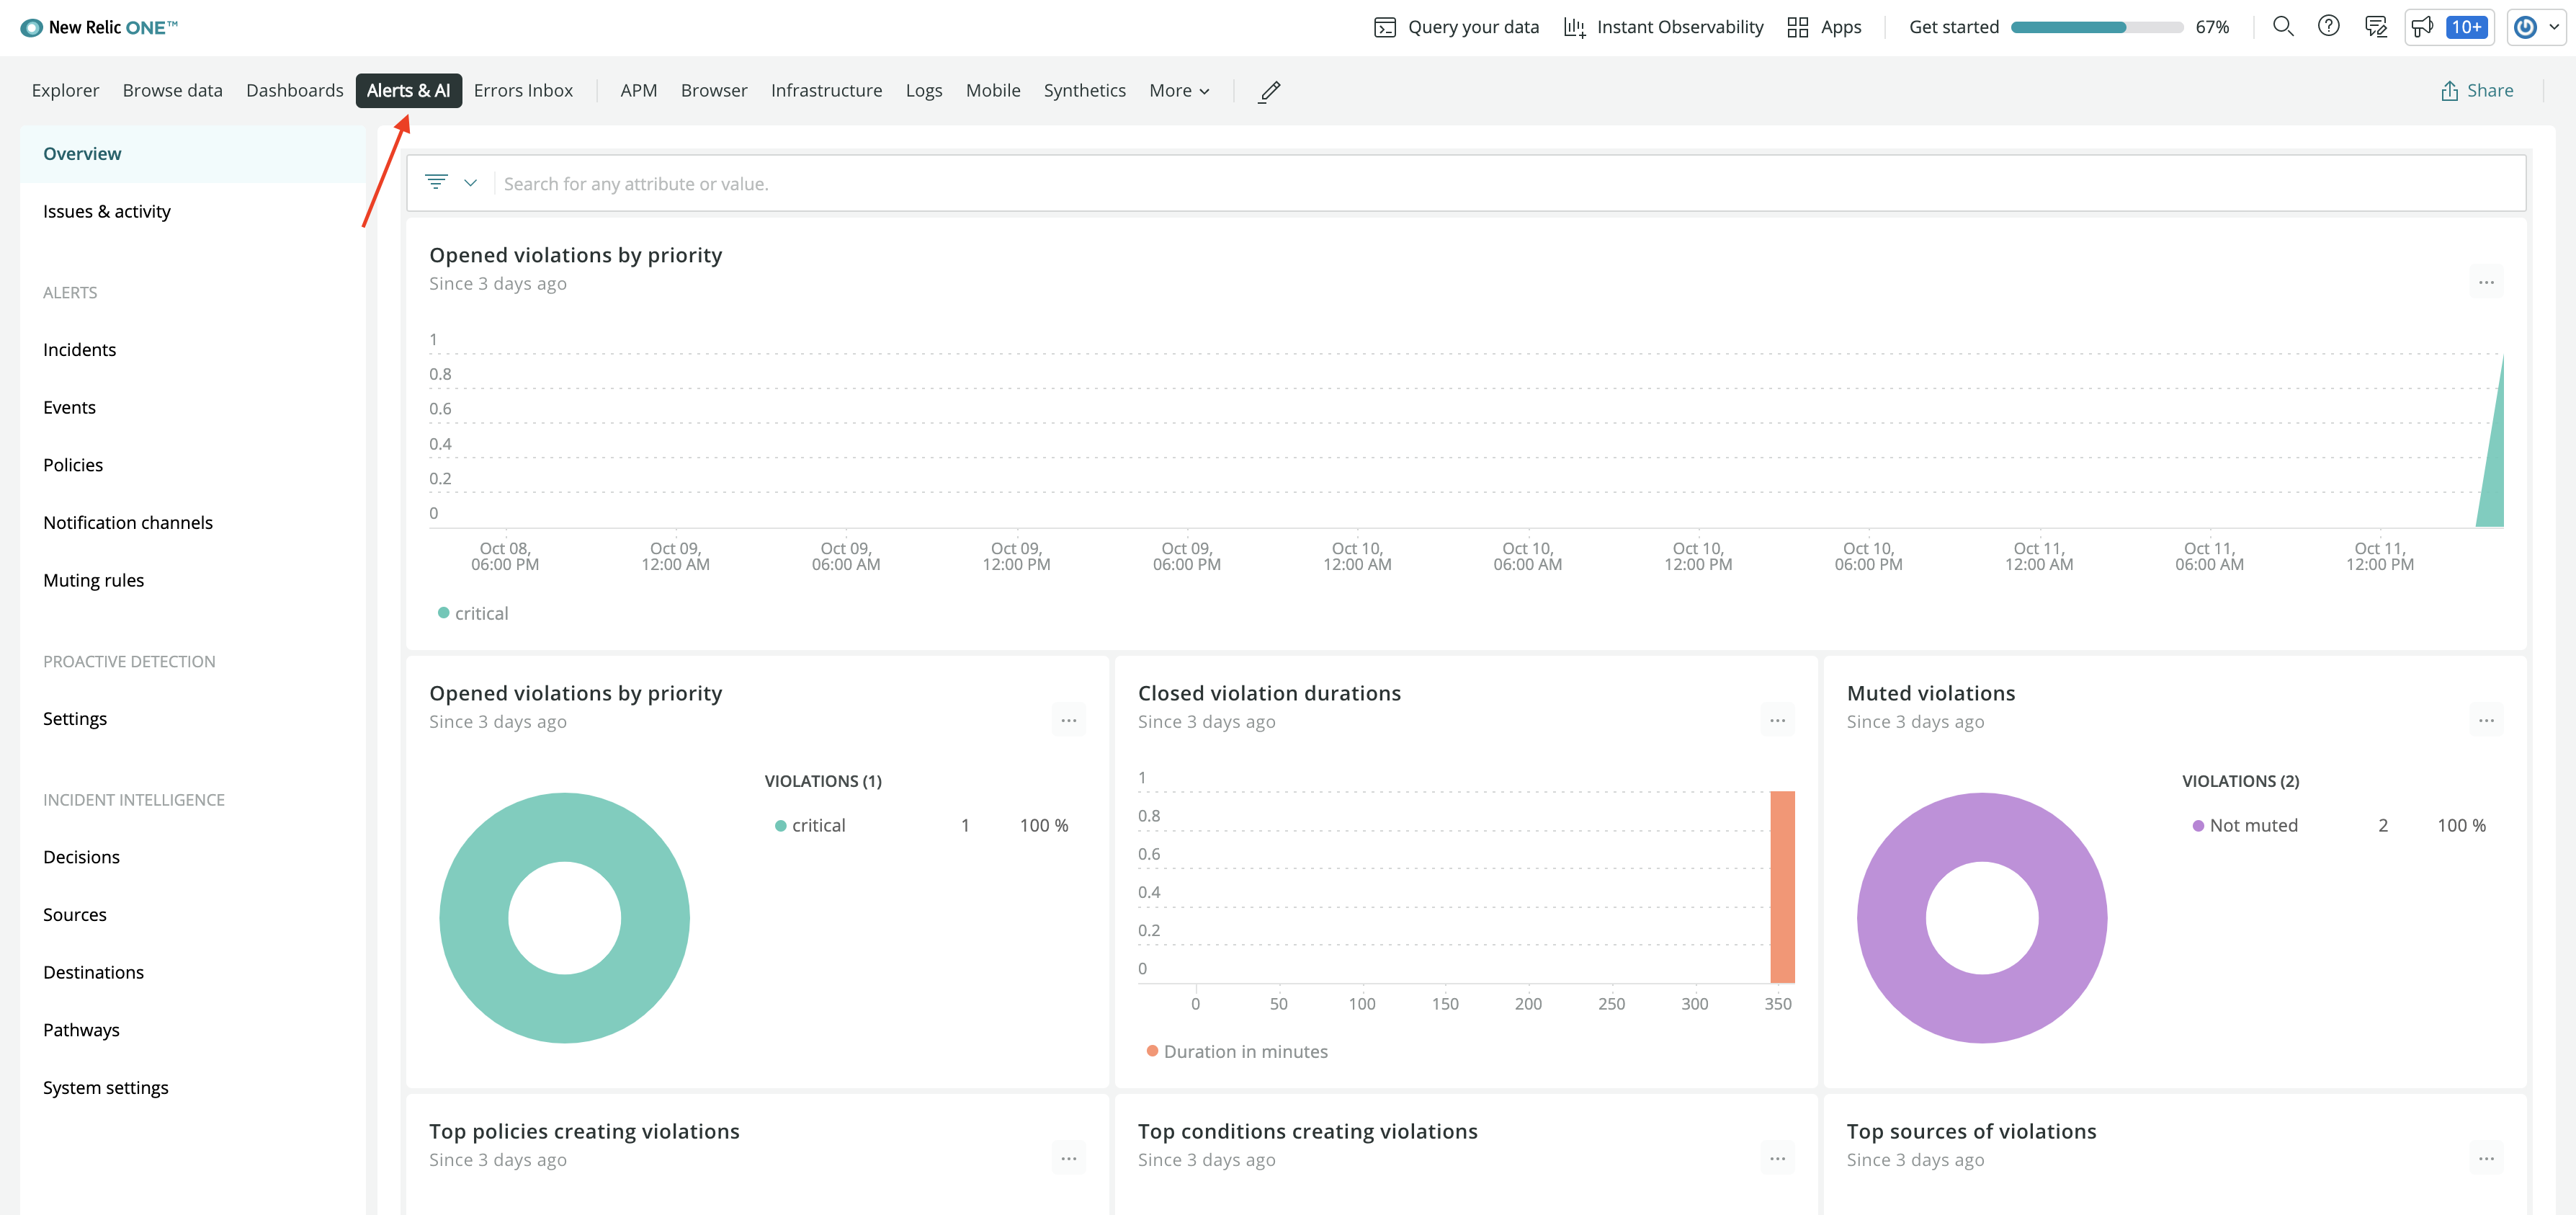 New Relic ONE™
Query your data
Instant Observability
Apps
Get started
67%
10+
Explorer
Browse data
Dashboards
Alerts & AI
Errors Inbox
APM
Browser
Infrastructure
Logs
Mobile
Synthetics
More
Share
Overview
Issues & activity
ALERTS
Incidents
Events
Policies
Notification channels
Muting rules
PROACTIVE DETECTION
Settings
INCIDENT INTELLIGENCE
Decisions
Sources
Destinations
Pathways
System settings
Search for any attribute or value.
Opened violations by priority
Since 3 days ago
...
1
0.8
0.6
0.4
0.2
0
Oct 08,
06:00 PM
Oct 09,
12:00 AM
Oct 09,
06:00 AM
Oct 09,
12:00 PM
Oct 09,
06:00 PM
Oct 10,
12:00 AM
Oct 10,
06:00 AM
Oct 10,
12:00 PM
Oct 10,
06:00 PM
Oct 11,
12:00 AM
Oct 11,
06:00 AM
Oct 11,
12:00 PM
critical
Opened violations by priority
Since 3 days ago
...
VIOLATIONS (1)
critical 1 100 %
Closed violation durations
Since 3 days ago
...
1
0.8
0.6
0.4
0.2
0
0 50 100 150 200 250 300 350
Duration in minutes
Muted violations
Since 3 days ago
...
VIOLATIONS (2)
Not muted 2 100 %
Top policies creating violations
Since 3 days ago
...
Top conditions creating violations
Since 3 days ago
...
Top sources of violations
Since 3 days ago
...